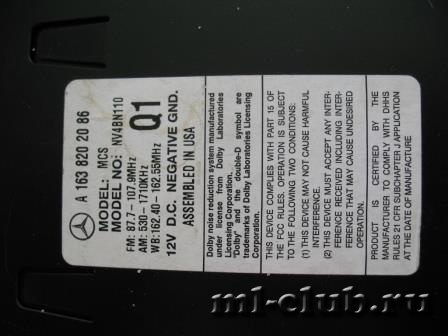 A 163 820 20 86
MODEL: MCS
MODEL NO: NV4BN110
FM: 87.7 - 107.9MHz
AM: 530 - 1710KHz
WB: 162.40 - 162.55MHz
Q1
12V D.C. NEGATIVE GND.
ASSEMBLED IN USA
Dolby noise reduction system manufactured
under license from Dolby Laboratories
Licensing Corporation.
"Dolby" and the double-D symbol are
trademarks of Dolby Laboratories Licensing
Corporation.
THIS DEVICE COMPLIES WITH PART 15 OF
THE FCC RULES. OPERATION IS SUBJECT
TO THE FOLLOWING TWO CONDITIONS:
(1) THIS DEVICE MAY NOT CAUSE HARMFUL
INTERFERENCE.
(2) THIS DEVICE MUST ACCEPT ANY INTER-
FERENCE RECEIVED INCLUDING INTER-
FERENCE THAT MAY CAUSE UNDESIRED
OPERATION.
PRODUCT IS CERTIFIED BY THE
MANUFACTURER TO COMPLY WITH DHHS
RULES 21 CFR SUBCHAPTER J APPLICATION
AT THE DATE OF MANUFACTURE
ml-club.ru